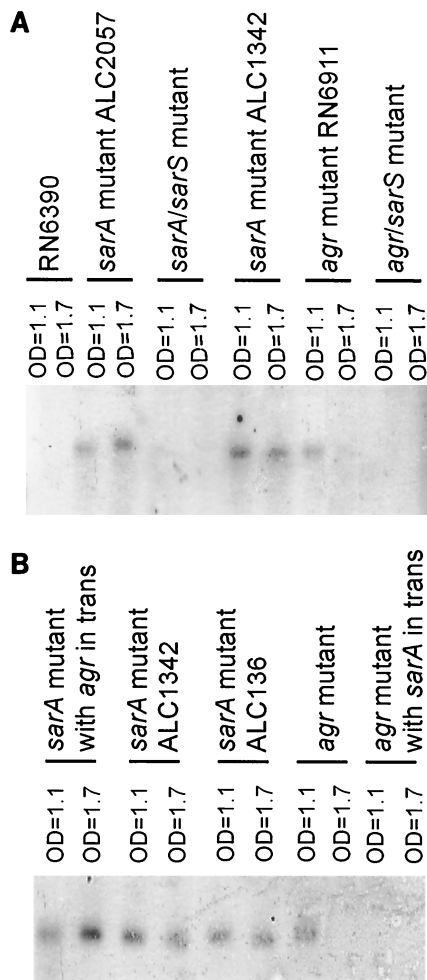 A
RN6390
sarA mutant ALC2057
sarA/sarS mutant
sarA mutant ALC1342
agr mutant RN6911
agr/sarS mutant
OD=1.1
OD=1.7
OD=1.1
OD=1.7
OD=1.1
OD=1.7
OD=1.1
OD=1.7
OD=1.1
OD=1.7
OD=1.1
OD=1.7
B
sarA mutant
with agr in trans
sarA mutant
ALC1342
sarA mutant
ALC136
agr mutant
agr mutant
with sarA in trans
OD=1.1
OD=1.7
OD=1.1
OD=1.7
OD=1.1
OD=1.7
OD=1.1
OD=1.7
OD=1.1
OD=1.7